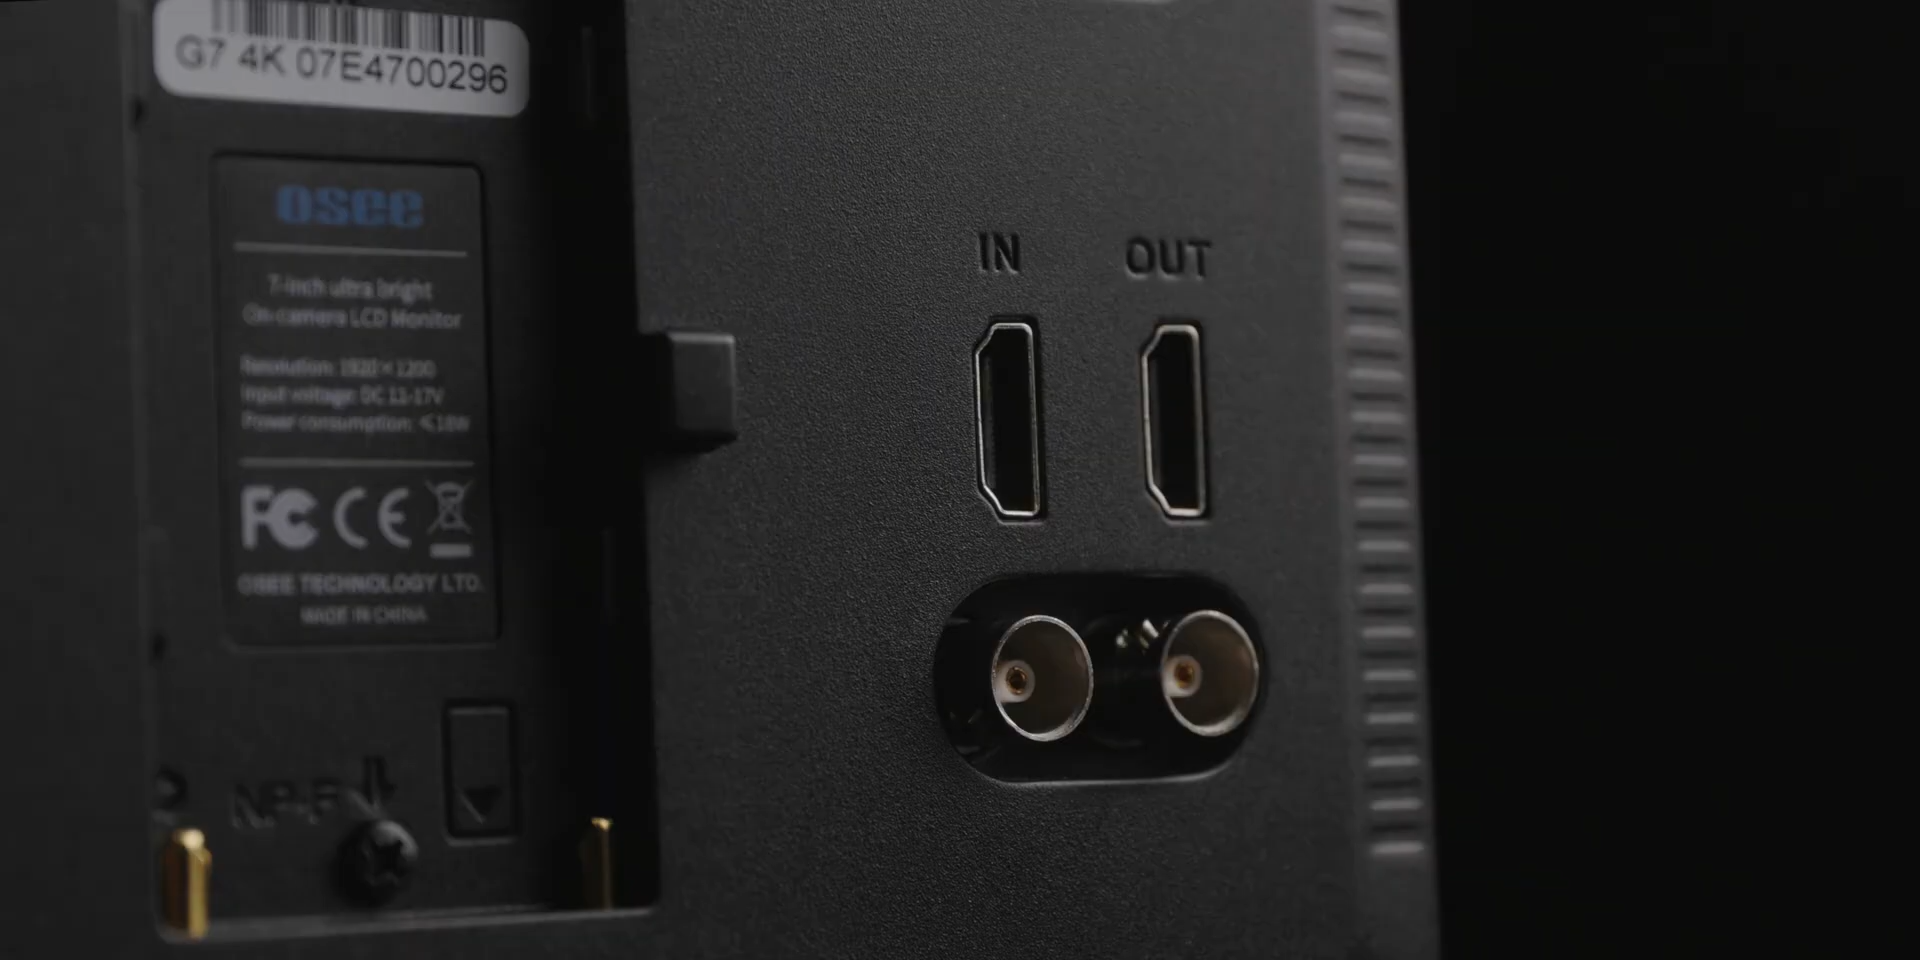 G7 4K 07E4700296
osee
7-inch ultra bright
On-camera LCD Monitor
Resolution: 1920×1200
Input voltage: DC 11-17V
Power consumption: ≤18W
FC CE
OSEE TECHNOLOGY LTD.
MADE IN CHINA
NP-F
IN OUT